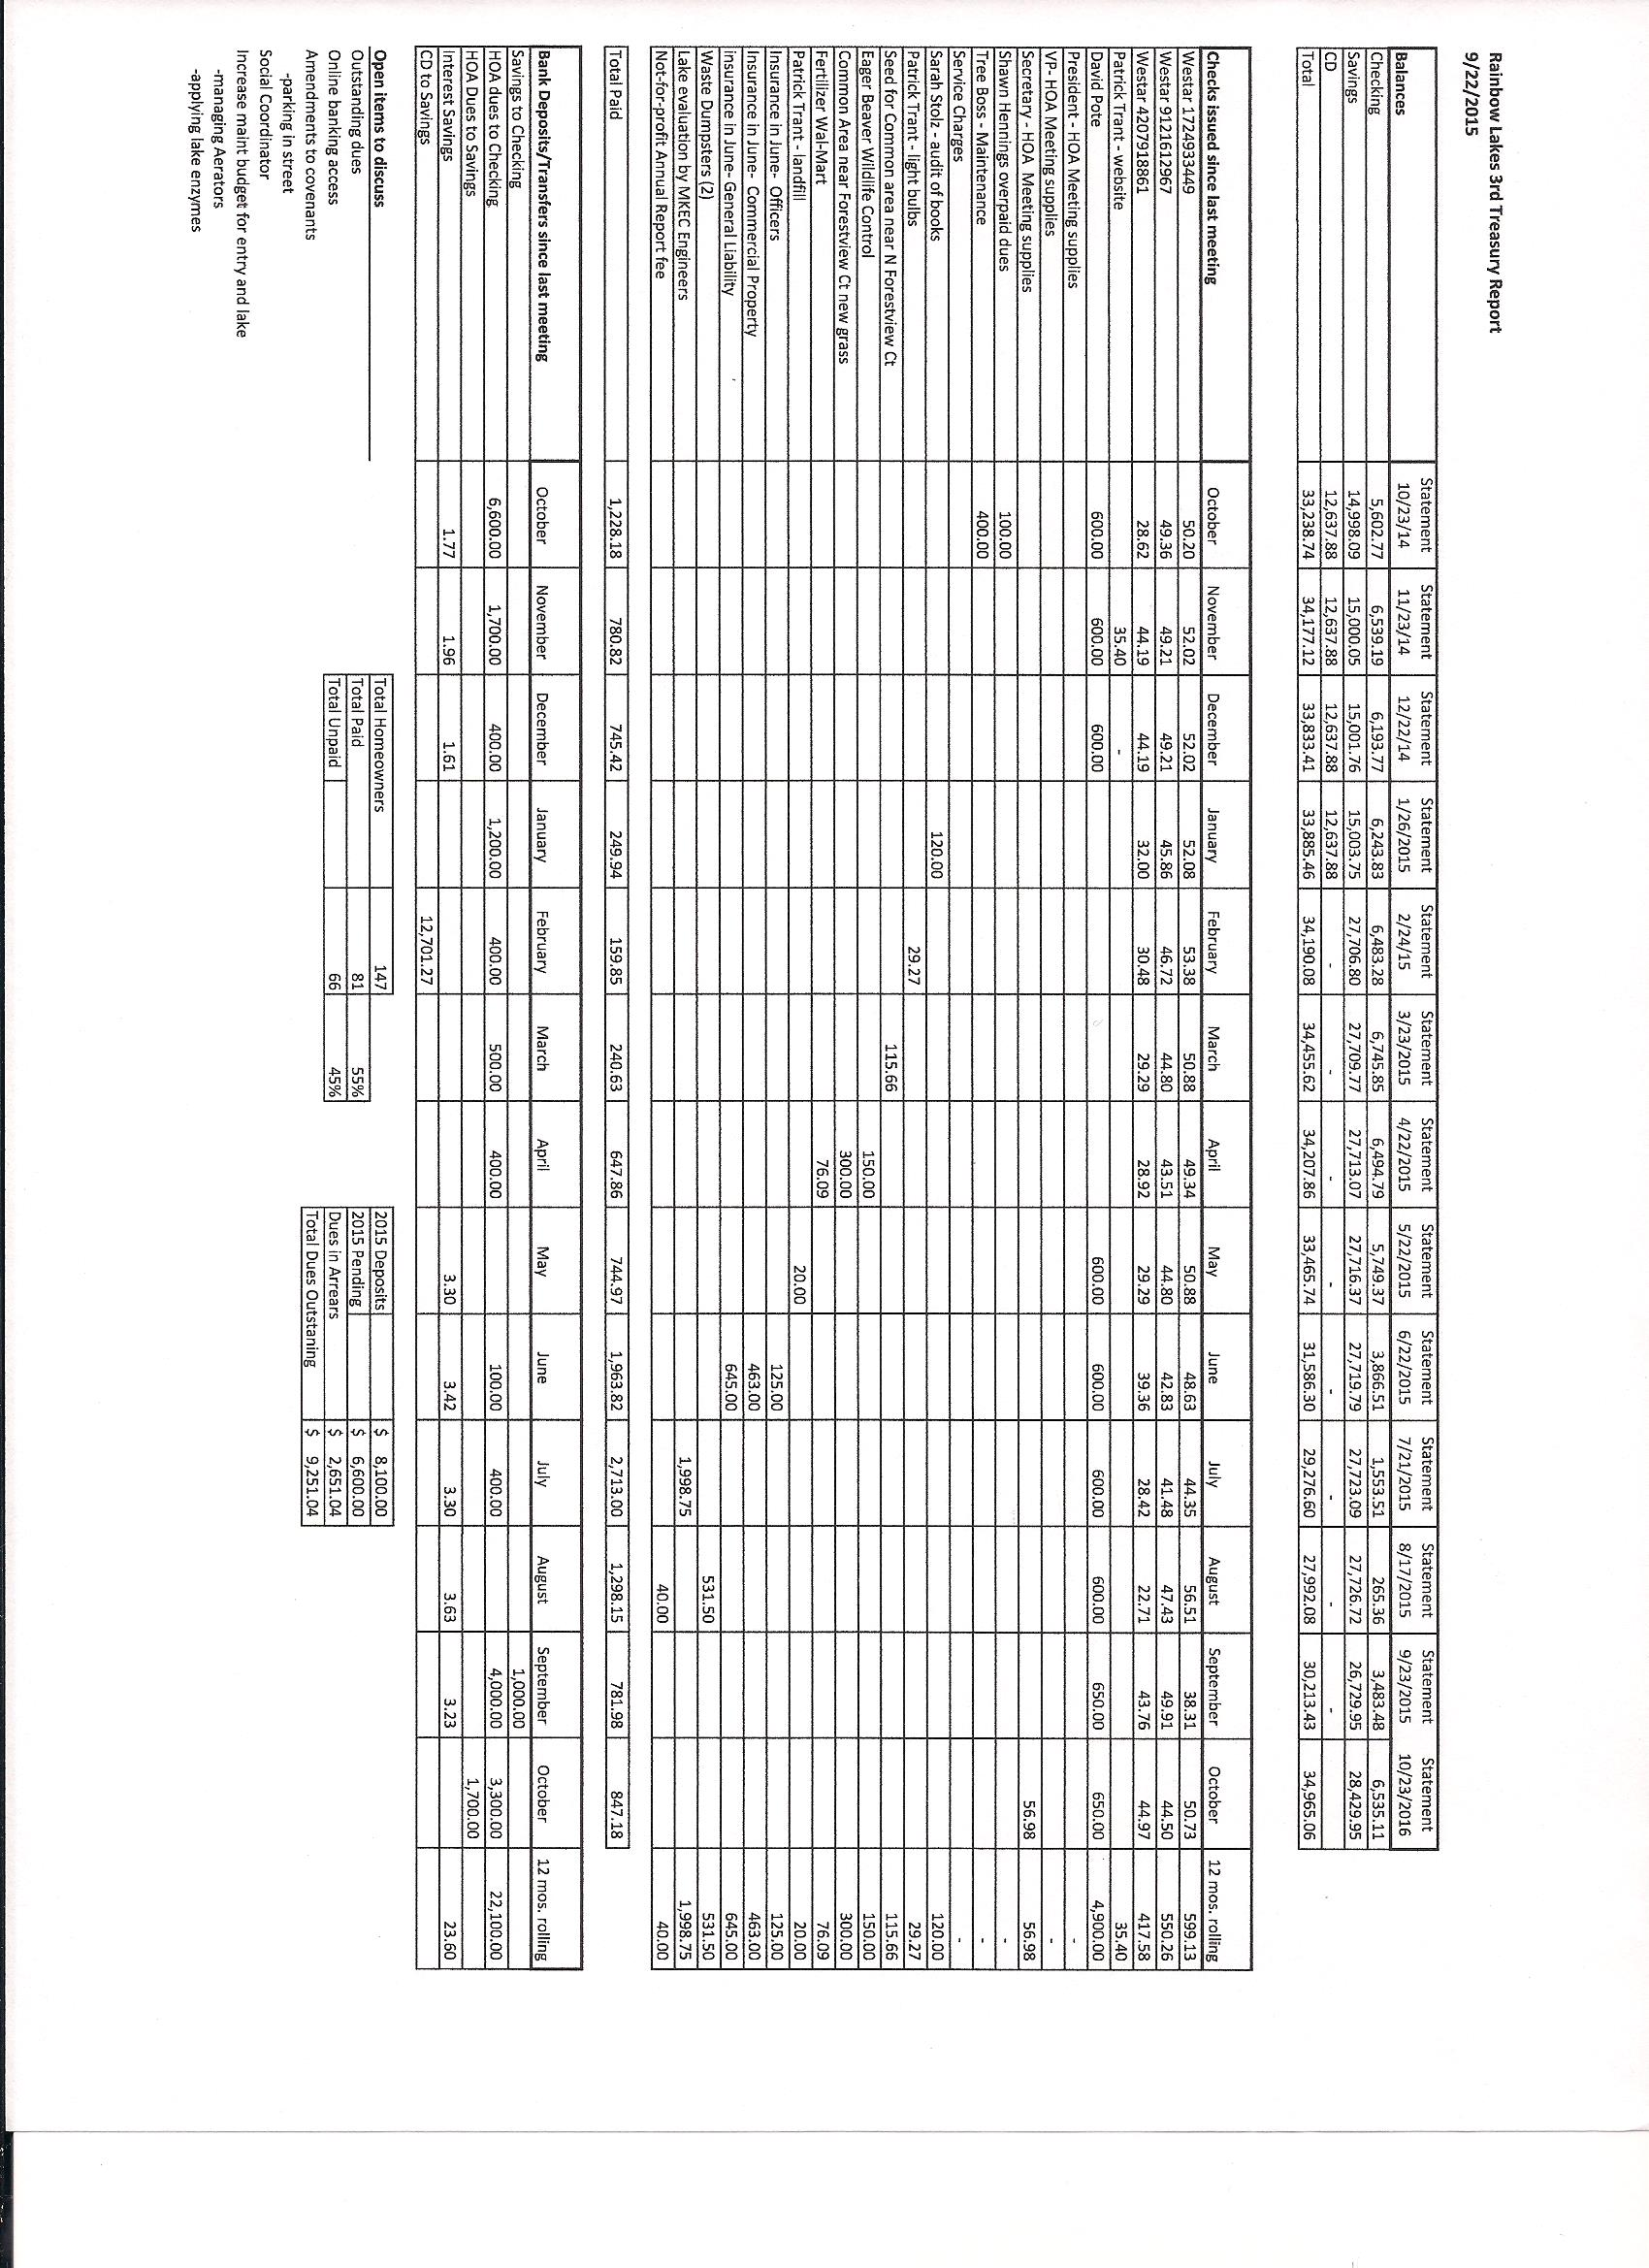 Rainbow Lakes 3rd Treasury Report
9/22/2015
Statement Statement Statement Statement Statement Statement Statement Statement Statement Statement Statement Statement Statement
Balances 10/23/14 11/23/14 12/22/14 1/26/2015 2/24/15 3/23/2015 4/22/2015 5/22/2015 6/22/2015 7/21/2015 8/17/2015 9/23/2015 10/23/2016
Checking 5,602.77 6,539.19 6,193.77 6,243.83 6,483.28 6,745.85 6,494.79 5,749.37 3,866.51 1,553.51 265.36 3,483.48 6,535.11
Savings 14,998.09 15,000.05 15,001.76 15,003.75 27,706.80 27,709.77 27,713.07 27,716.37 27,719.79 27,723.09 27,726.72 26,729.95 28,429.95
CD 12,637.88 12,637.88 12,637.88 12,637.88 - - - - - - - -
Total 33,238.74 34,177.12 33,833.41 33,885.46 34,190.08 34,455.62 34,207.86 33,465.74 31,586.30 29,276.60 27,992.08 30,213.43 34,965.06
Checks issued since last meeting October November December January February March April May June July August September October 12 mos. rolling
Westar 1724933449 50.20 52.02 52.02 52.08 53.38 50.88 49.34 50.88 48.63 44.35 56.51 38.31 50.73 599.13
Westar 9121612967 49.36 49.21 49.21 45.86 46.72 44.80 43.51 44.80 42.83 41.48 47.43 49.91 44.50 550.26
Westar 4207918861 28.62 44.19 44.19 32.00 30.48 29.29 28.92 29.29 39.36 28.42 22.71 43.76 44.97 417.58
Patrick Trant - website 35.40 - 35.40
David Pote 600.00 600.00 600.00 600.00 600.00 600.00 600.00 650.00 650.00 4,900.00
President - HOA Meeting supplies -
VP- HOA Meeting supplies -
Secretary - HOA Meeting supplies 56.98 56.98
Shawn Hennings overpaid dues 100.00 -
Tree Boss - Maintenance 400.00 -
Service Charges -
Sarah Stolz - audit of books 120.00 120.00
Patrick Trant - light bulbs 29.27 29.27
Seed for Common area near N Forestview Ct 115.66 115.66
Eager Beaver Wildlife Control 150.00 150.00
Common Area near Forestview Ct new grass 300.00 300.00
Fertilizer Wal-Mart 76.09 76.09
Patrick Trant - landfill 20.00 20.00
Insurance in June- Officers 125.00 125.00
Insurance in June- Commercial Property 463.00 463.00
insurance in June- General Liability 645.00 645.00
Waste Dumpsters (2) 531.50 531.50
Lake evaluation by MKEC Engineers 1,998.75 1,998.75
Not-for-profit Annual Report fee 40.00 40.00
Total Paid 1,228.18 780.82 745.42 249.94 159.85 240.63 647.86 744.97 1,963.82 2,713.00 1,298.15 781.98 847.18
Bank Deposits/Transfers since last meeting October November December January February March April May June July August September October 12 mos. rolling
Savings to Checking 1,000.00
HOA dues to Checking 6,600.00 1,700.00 400.00 1,200.00 400.00 500.00 400.00 100.00 400.00 4,000.00 3,300.00 22,100.00
HOA Dues to Savings 1,700.00
Interest Savings 1.77 1.96 1.61 3.30 3.42 3.30 3.63 3.23 23.60
CD to Savings 12,701.27
Open items to discuss Total Homeowners 147 2015 Deposits $ 8,100.00
Outstanding dues Total Paid 81 55% 2015 Pending $ 6,600.00
Online banking access Total Unpaid 66 45% Dues in Arrears $ 2,651.04
Amendments to covenants Total Dues Outstaning $ 9,251.04
-parking in street
Social Coordinator
Increase maint budget for entry and lake
-managing Aerators
-applying lake enzymes